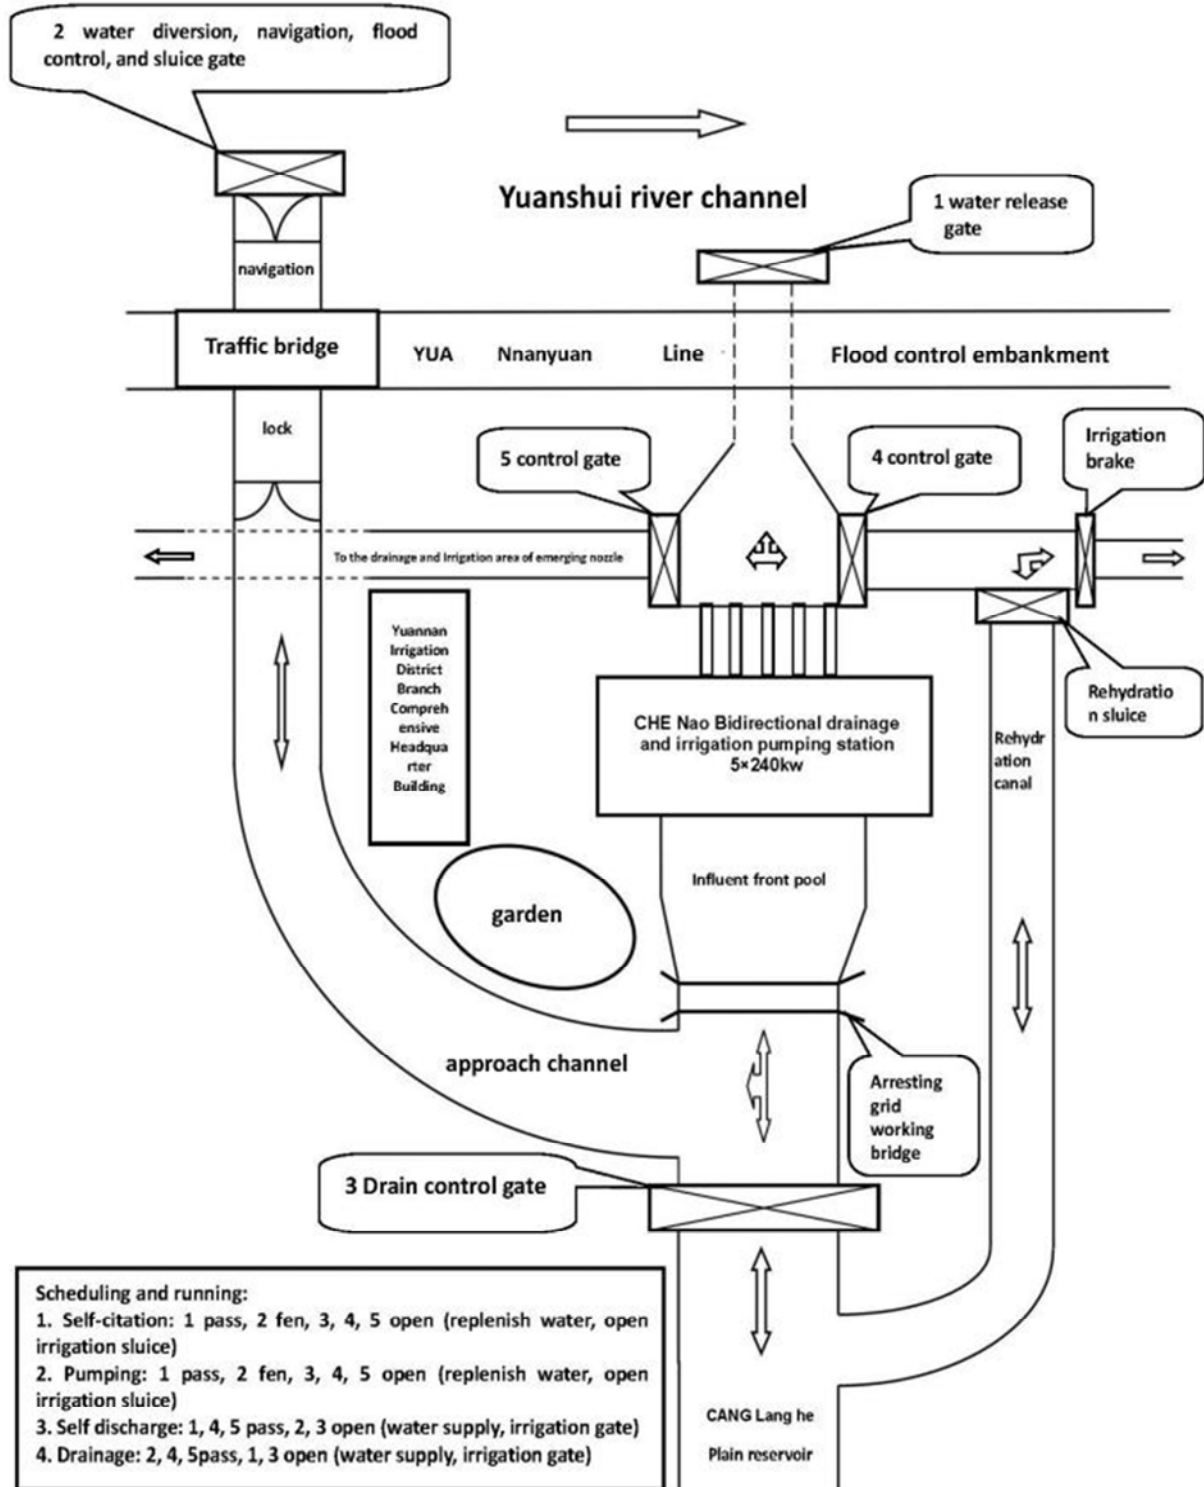 2 water diversion, navigation, flood
control, and sluice gate
Yuanshui river channel
1 water release
gate
navigation
Traffic bridge
YUA Nnanyuan Line Flood control embankment
lock
5 control gate
4 control gate
Irrigation
brake
To the drainage and Irrigation area of emerging nozzle
Yuannan
Irrigation
District
Branch
Compreh
ensive
Headqua
rter
Building
CHE Nao Bidirectional drainage
and irrigation pumping station
5×240kw
Rehydratio
n sluice
Rehydr
ation
canal
Influent front pool
garden
approach channel
Arresting
grid
working
bridge
3 Drain control gate
Scheduling and running:
1. Self-citation: 1 pass, 2 fen, 3, 4, 5 open (replenish water, open
irrigation sluice)
2. Pumping: 1 pass, 2 fen, 3, 4, 5 open (replenish water, open
irrigation sluice)
3. Self discharge: 1, 4, 5 pass, 2, 3 open (water supply, irrigation gate)
4. Drainage: 2, 4, 5pass, 1, 3 open (water supply, irrigation gate)
CANG Lang he
Plain reservoir